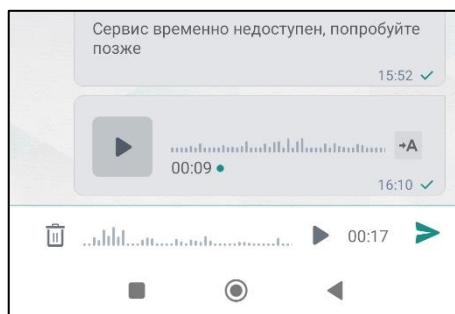 Сервис временно недоступен, попробуйте
позже
15:52
→A
00:09
16:10
00:17